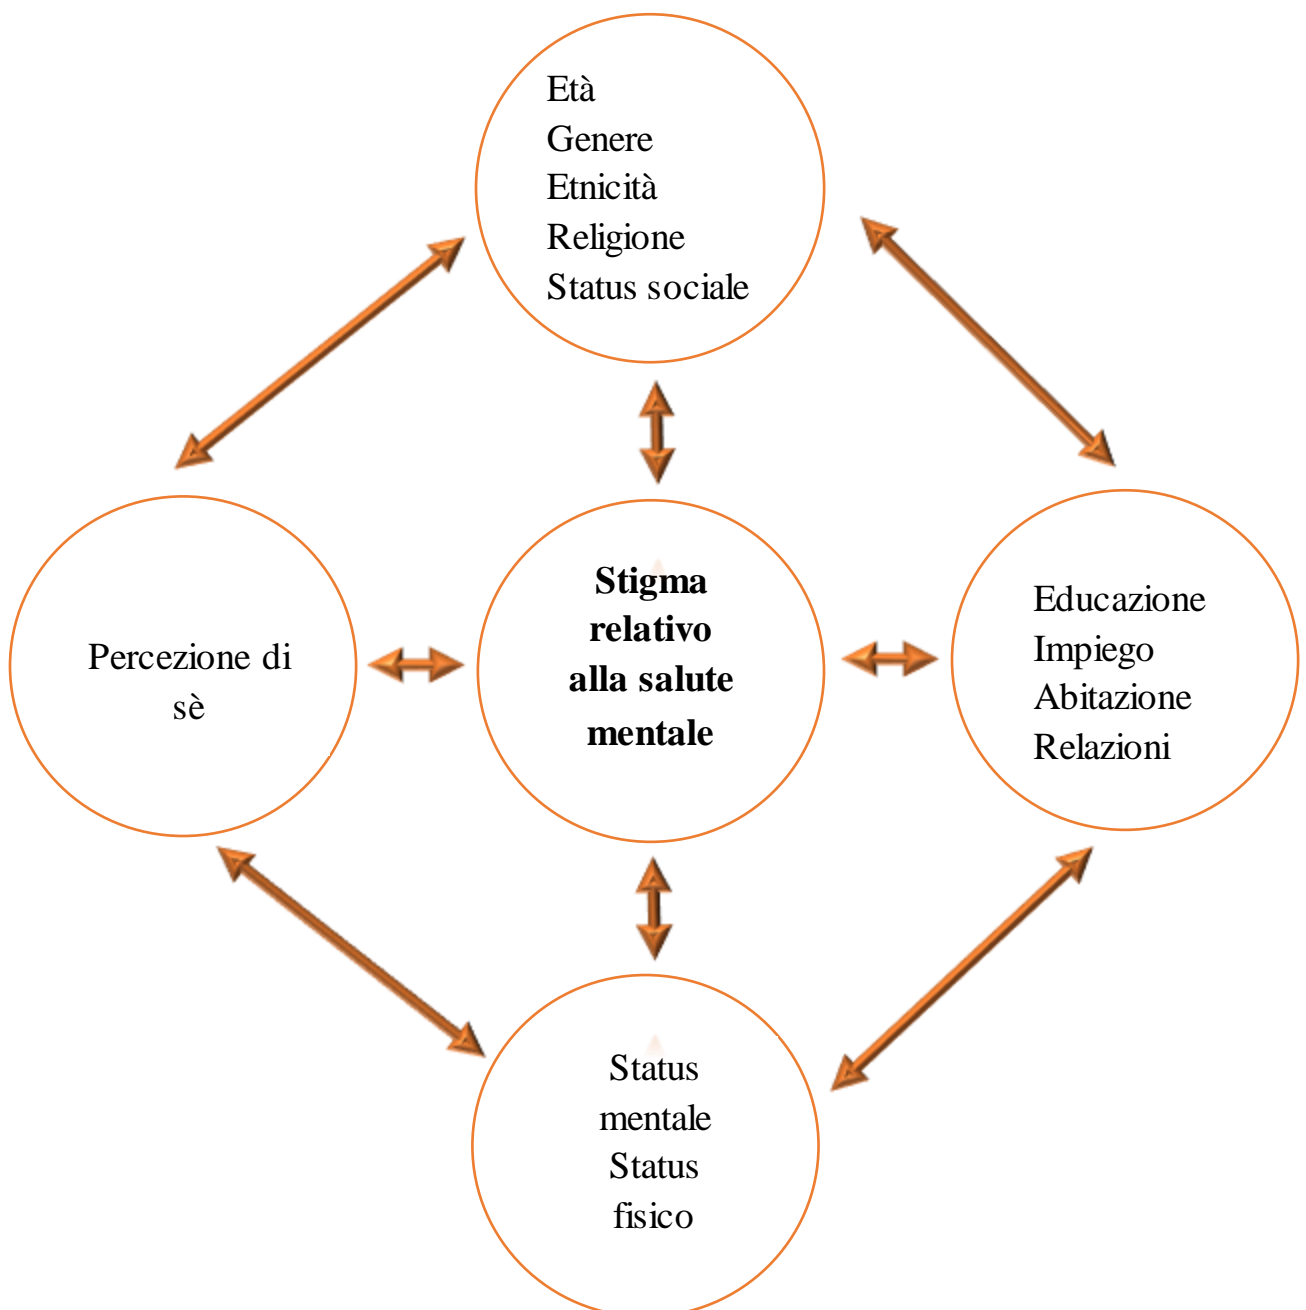 Età
Genere
Etnicità
Religione
Status sociale
Percezione di
sè
Stigma
relativo
alla salute
mentale
Educazione
Impiego
Abitazione
Relazioni
Status
mentale
Status
fisico